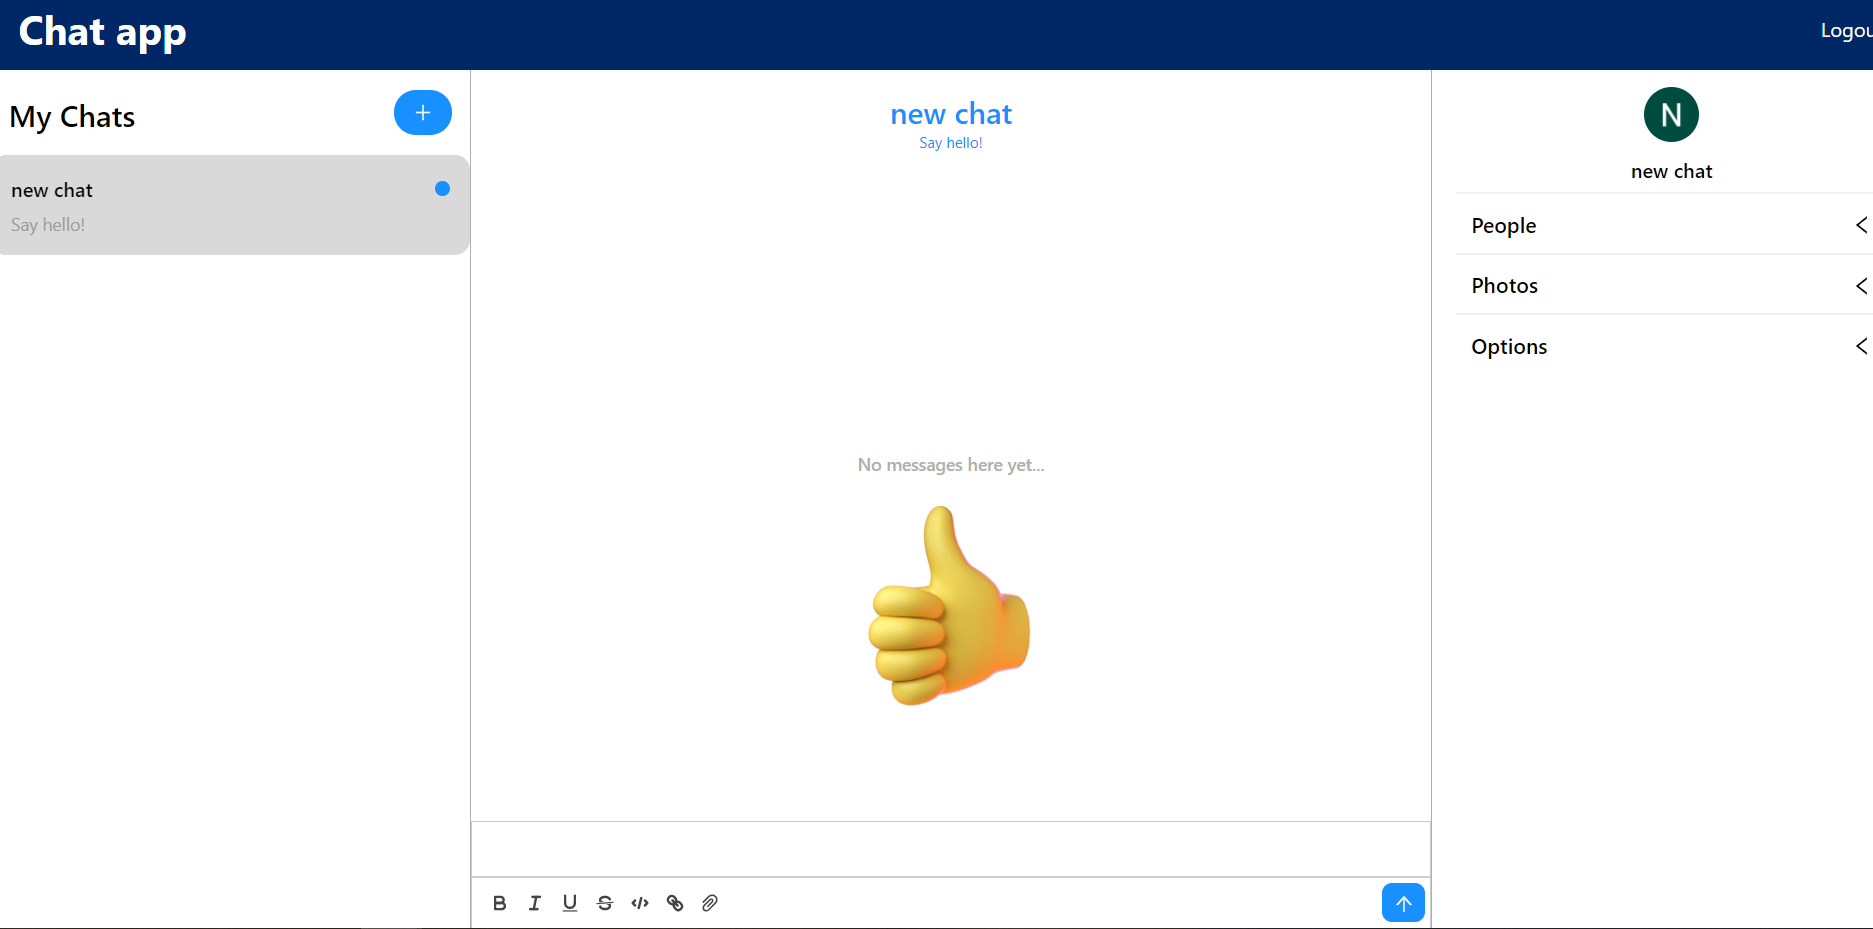 Chat app
Logou
My Chats
new chat
Say hello!
new chat
Say hello!
No messages here yet...
B I U S </>
N
new chat
People
Photos
Options